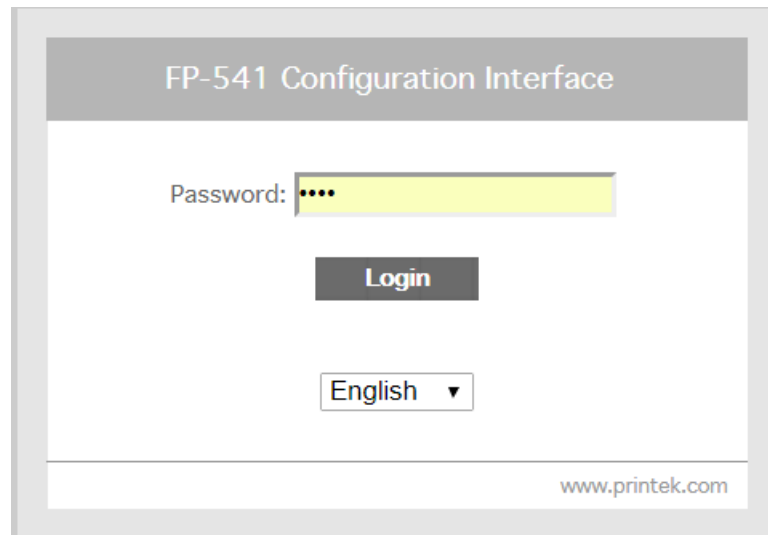 FP-541 Configuration Interface
Password: ••••
Login
English ▼
www.printek.com